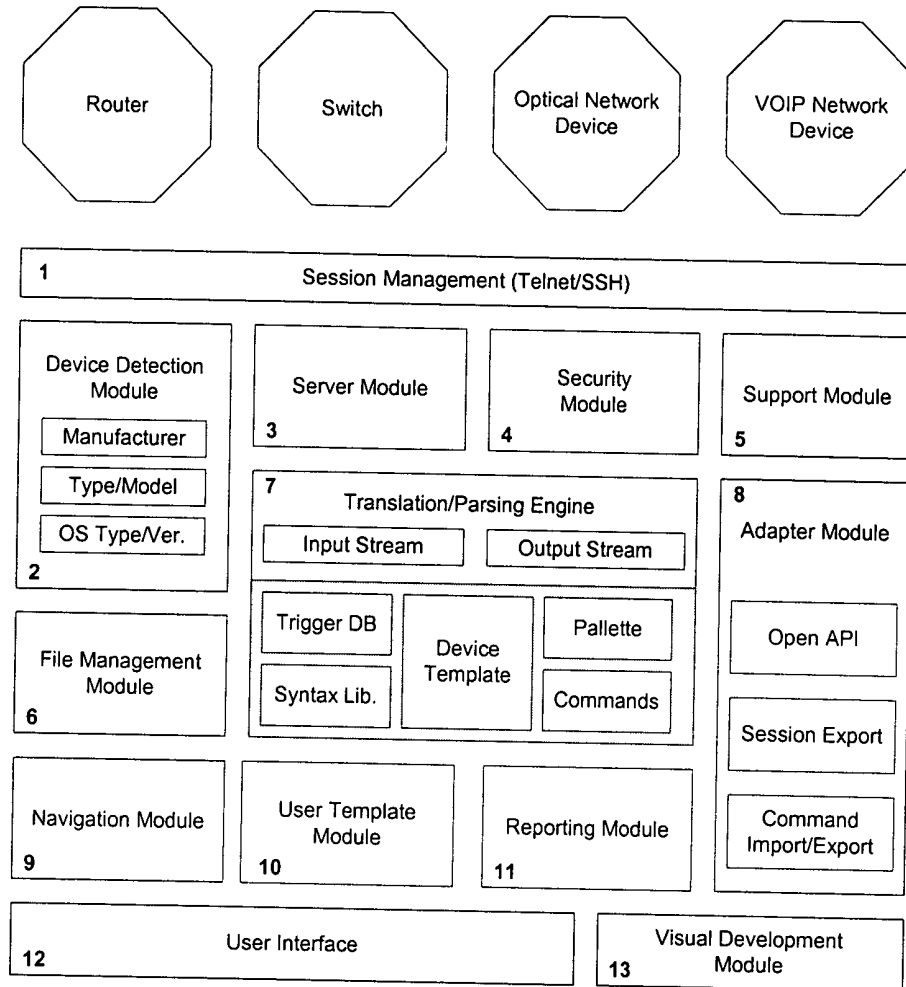 Router
Switch
Optical Network
Device
VOIP Network
Device
1
Session Management (Telnet/SSH)
Device Detection
Module
Manufacturer
Type/Model
OS Type/Ver.
2
Server Module
3
Security
Module
4
Support Module
5
7
Translation/Parsing Engine
Input Stream
Output Stream
Trigger DB
Syntax Lib.
Device
Template
Pallette
Commands
8
Adapter Module
Open API
Session Export
Command
Import/Export
File Management
Module
6
Navigation Module
9
User Template
Module
10
Reporting Module
11
User Interface
12
Visual Development
Module
13